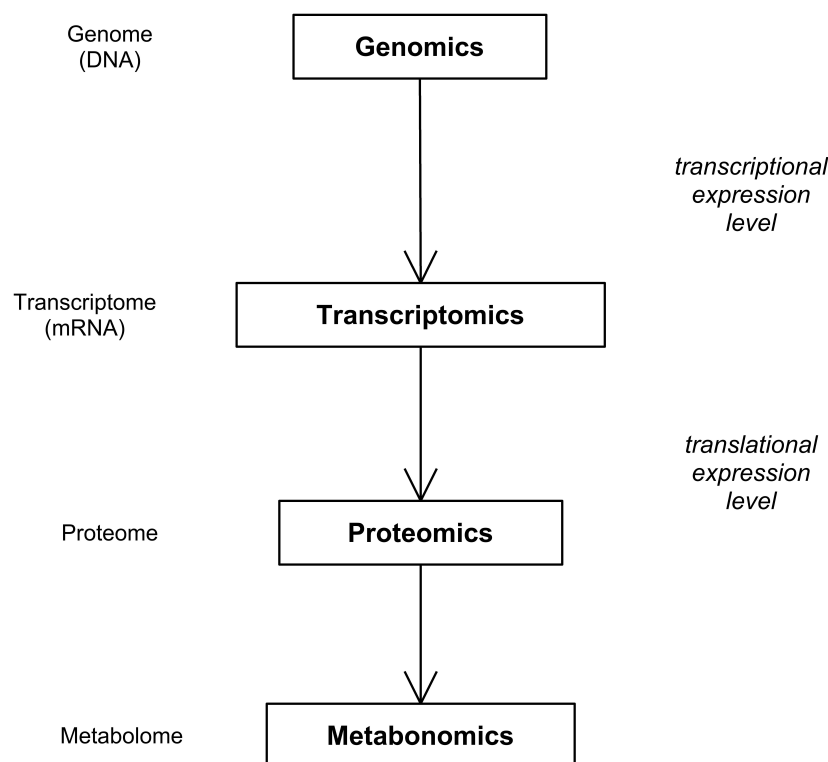 Genome
(DNA)
Genomics
transcriptional
expression
level
Transcriptome
(mRNA)
Transcriptomics
translational
expression
level
Proteome
Proteomics
Metabolome
Metabonomics